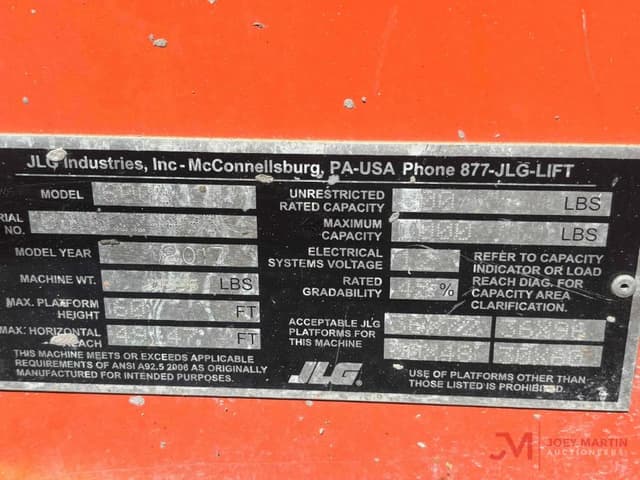 JLG Industries, Inc - McConnellsburg, PA-USA Phone 877-JLG-LIFT
MODEL
SERIAL
NO.
MODEL YEAR 2017
MACHINE WT. LBS
MAX. PLATFORM
HEIGHT FT
MAX. HORIZONTAL
REACH FT
THIS MACHINE MEETS OR EXCEEDS APPLICABLE
REQUIREMENTS OF ANSI A92.5 2006 AS ORIGINALLY
MANUFACTURED FOR INTENDED PURPOSES.
UNRESTRICTED
RATED CAPACITY LBS
MAXIMUM
CAPACITY LBS
ELECTRICAL
SYSTEMS VOLTAGE
RATED
GRADABILITY %
REFER TO CAPACITY
INDICATOR OR LOAD
REACH DIAG. FOR
CAPACITY AREA
CLARIFICATION.
ACCEPTABLE JLG
PLATFORMS FOR
THIS MACHINE
JLG
USE OF PLATFORMS OTHER THAN
THOSE LISTED IS PROHIBITED.
JM JOEY MARTIN
AUCTIONEERS